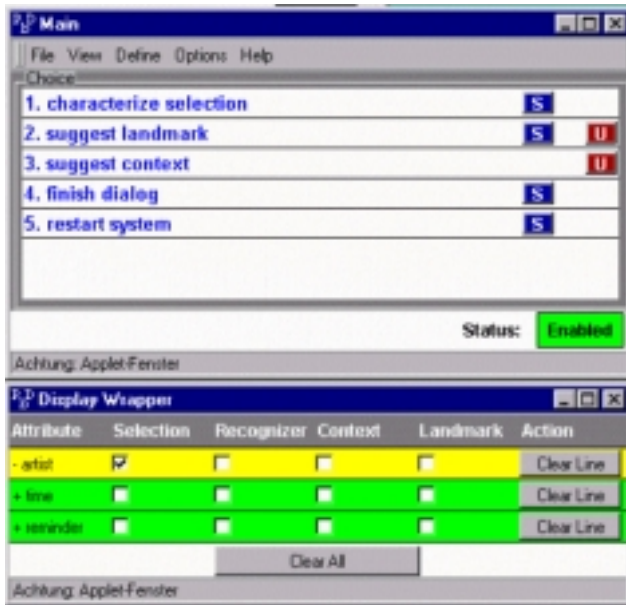 Main
File View Define Options Help
Choice
1. characterize selection S
2. suggest landmark S U
3. suggest context U
4. finish dialog S
5. restart system S
Status: Enabled
Achtung: Applet-Fenster
Display Wrapper
Attribute Selection Recognizer Context Landmark Action
- artist Clear Line
+ time Clear Line
+ reminder Clear Line
Clear All
Achtung: Applet-Fenster